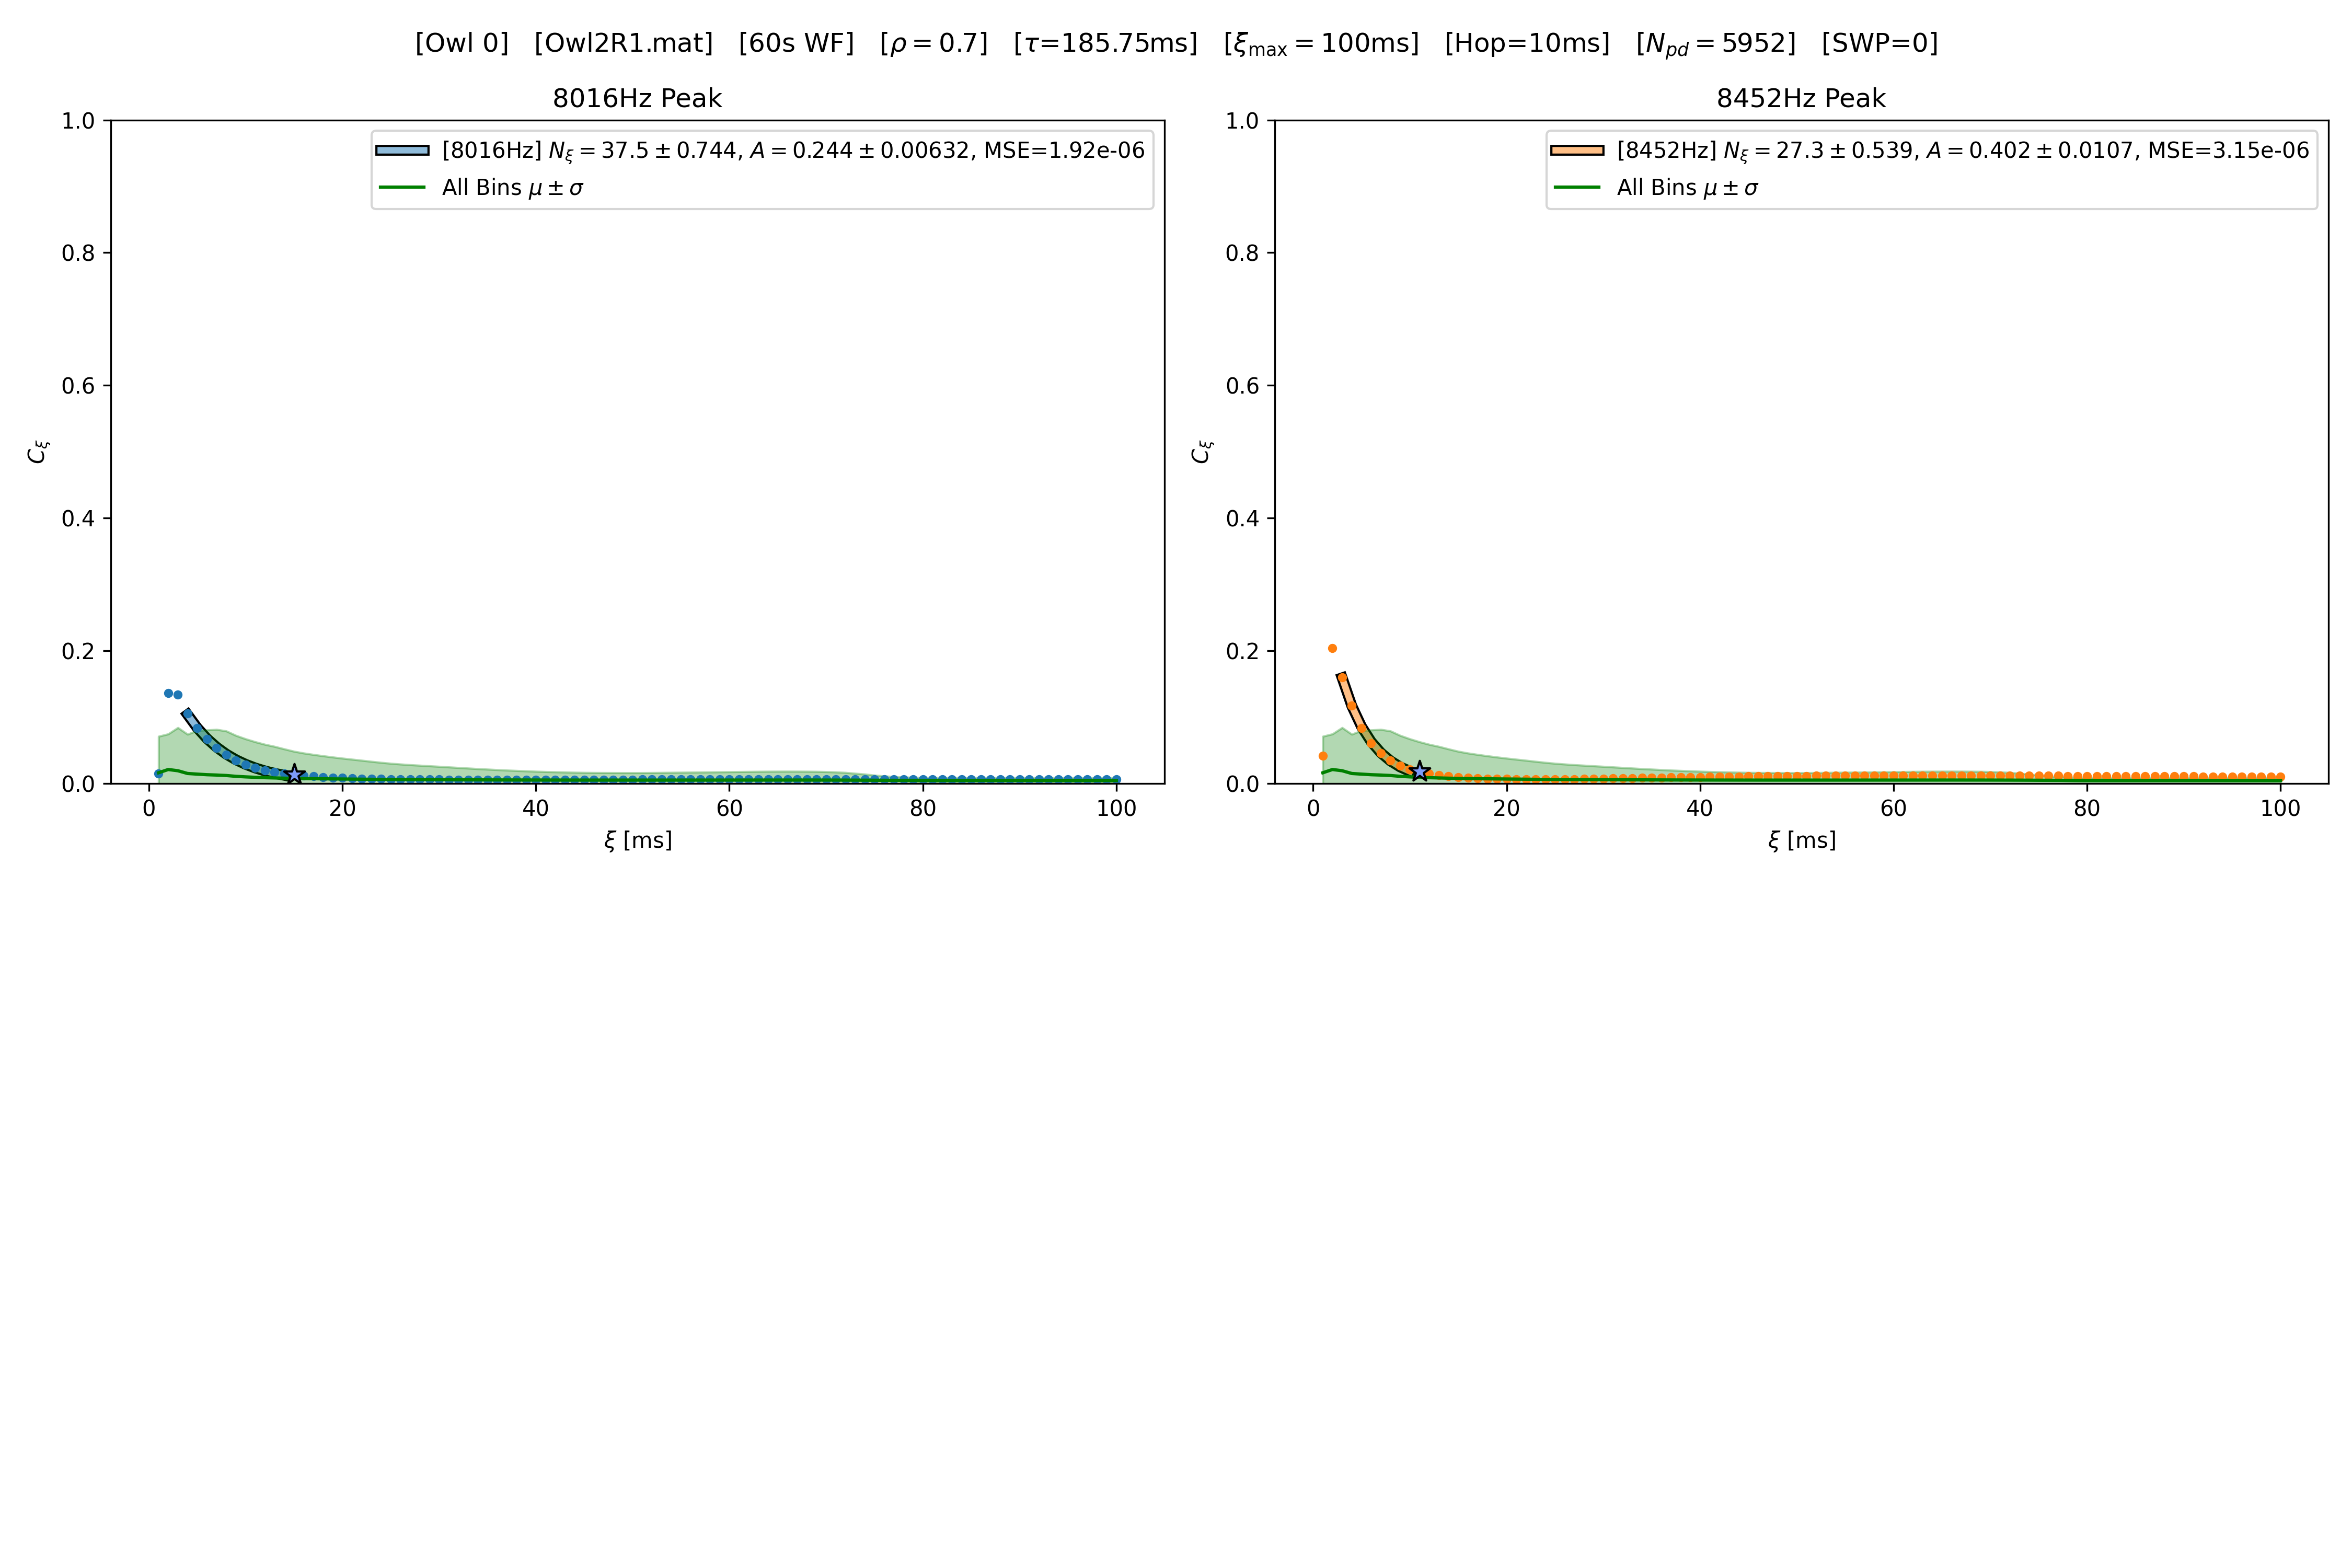 [Owl 0] [Owl2R1.mat] [60s WF] [ρ = 0.7] [τ=185.75ms] [ξmax = 100ms] [Hop=10ms] [Npd = 5952] [SWP=0]
8016Hz Peak
[8016Hz] Nξ = 37.5 ± 0.744, A = 0.244 ± 0.00632, MSE=1.92e-06
All Bins μ ± σ
1.0
0.8
0.6
0.4
0.2
0.0
Cξ
0 20 40 60 80 100
ξ [ms]
8452Hz Peak
[8452Hz] Nξ = 27.3 ± 0.539, A = 0.402 ± 0.0107, MSE=3.15e-06
All Bins μ ± σ
1.0
0.8
0.6
0.4
0.2
0.0
Cξ
0 20 40 60 80 100
ξ [ms]